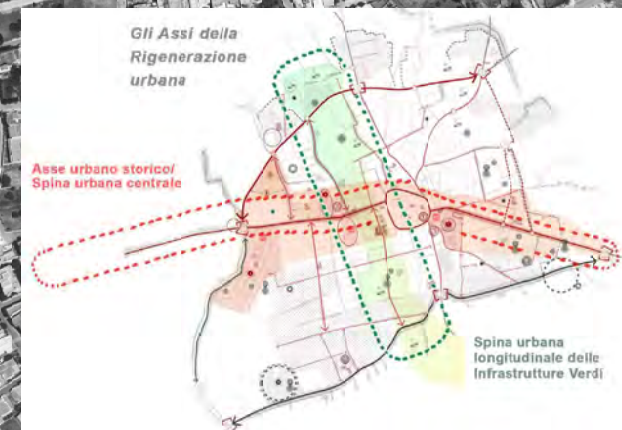 Gli Assi della
Rigenerazione
urbana
Asse urbano storico/
Spina urbana centrale
Spina urbana
longitudinale delle
Infrastrutture Verdi